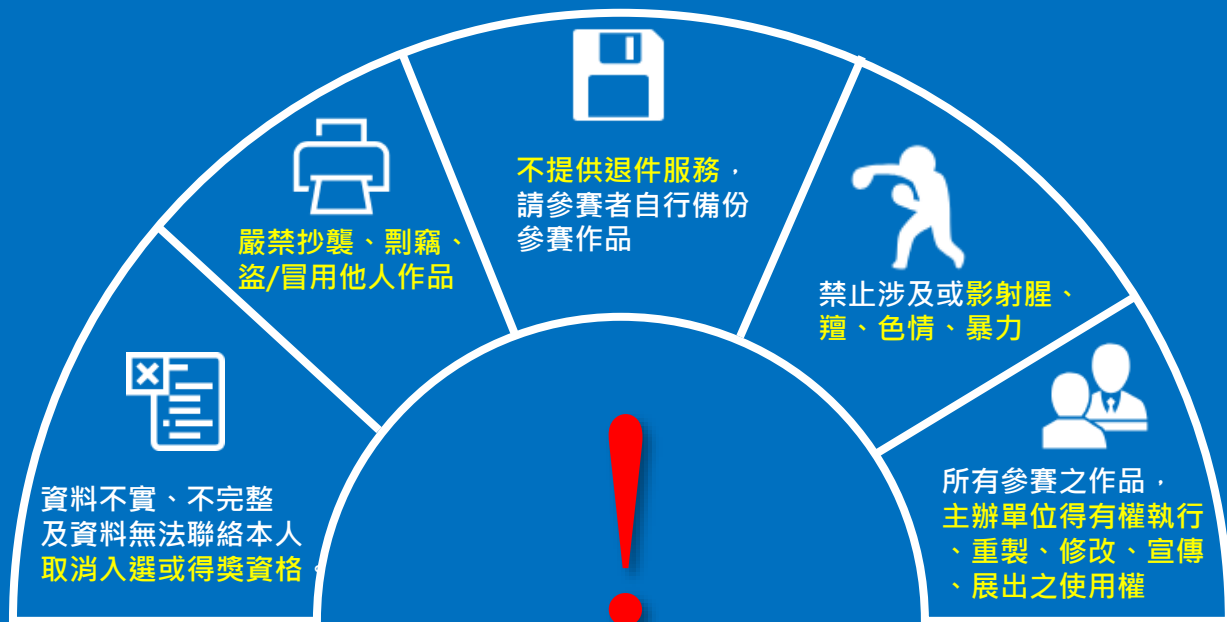 資料不實、不完整
及資料無法聯絡本人
取消入選或得獎資格。
嚴禁抄襲、剽竊、
盜/冒用他人作品
不提供退件服務，
請參賽者自行備份
參賽作品
禁止涉及或影射腥、
羶、色情、暴力
所有參賽之作品，
主辦單位得有權執行
、重製、修改、宣傳
、展出之使用權
!